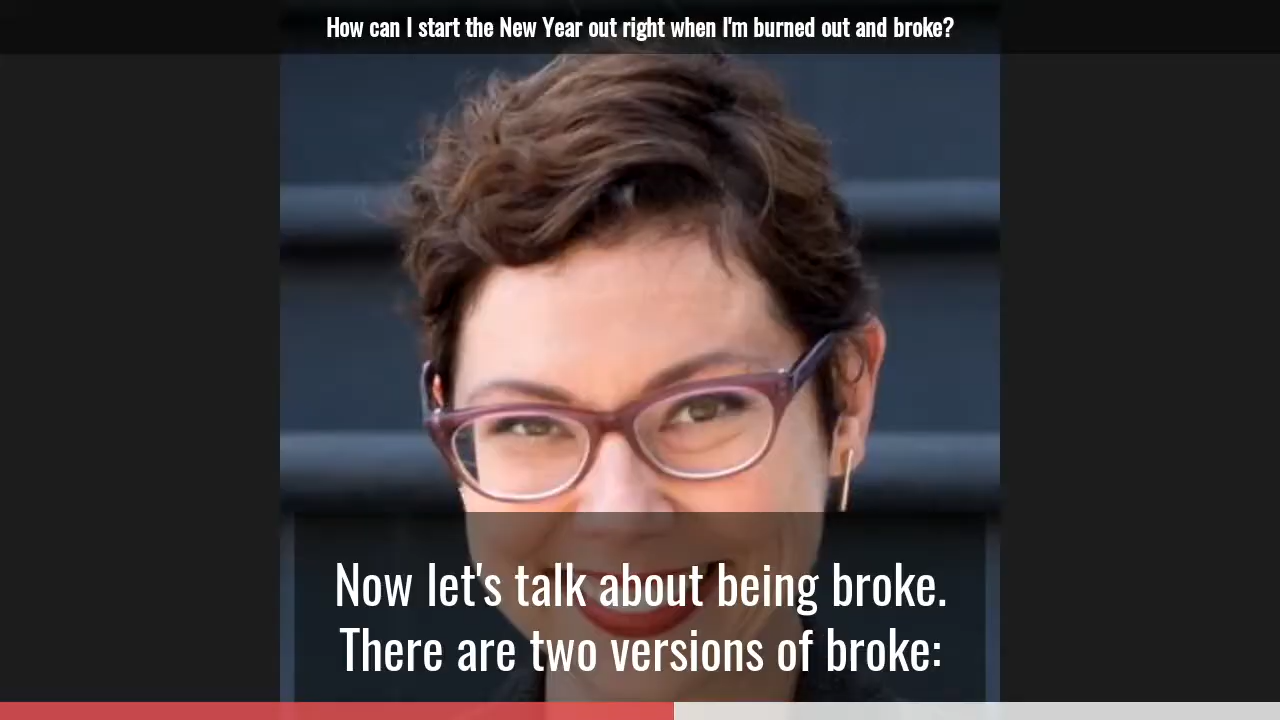 How can I start the New Year out right when I'm burned out and broke?
Now let's talk about being broke.
There are two versions of broke: